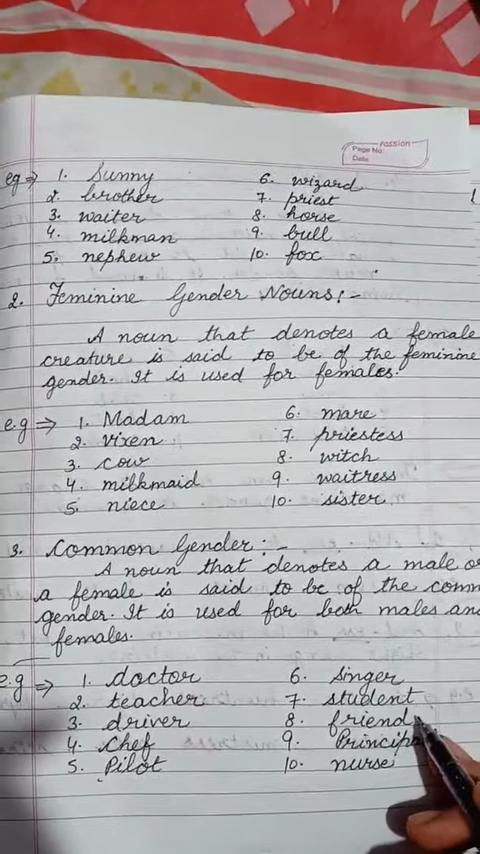 Passion
Page No:
Date
eg ⇒ 1. Sunny 6. wizard
2. brother 7. priest
3. waiter 8. horse
4. milkman 9. bull
5. nephew 10. fox
2. Feminine Gender Nouns:-
A noun that denotes a female
creature is said to be of the feminine
gender. It is used for females.
e.g ⇒ 1. Madam 6. mare
2. vixen 7. priestess
3. cow 8. witch
4. milkmaid 9. waitress
5. niece 10. sister
3. Common Gender:-
A noun that denotes a male or
a female is said to be of the comm
gender. It is used for both males and
females.
e.g ⇒ 1. doctor 6. Singer
2. teacher 7. student
3. driver 8. friend
4. Chef 9. Principa
5. Pilot 10. nurse